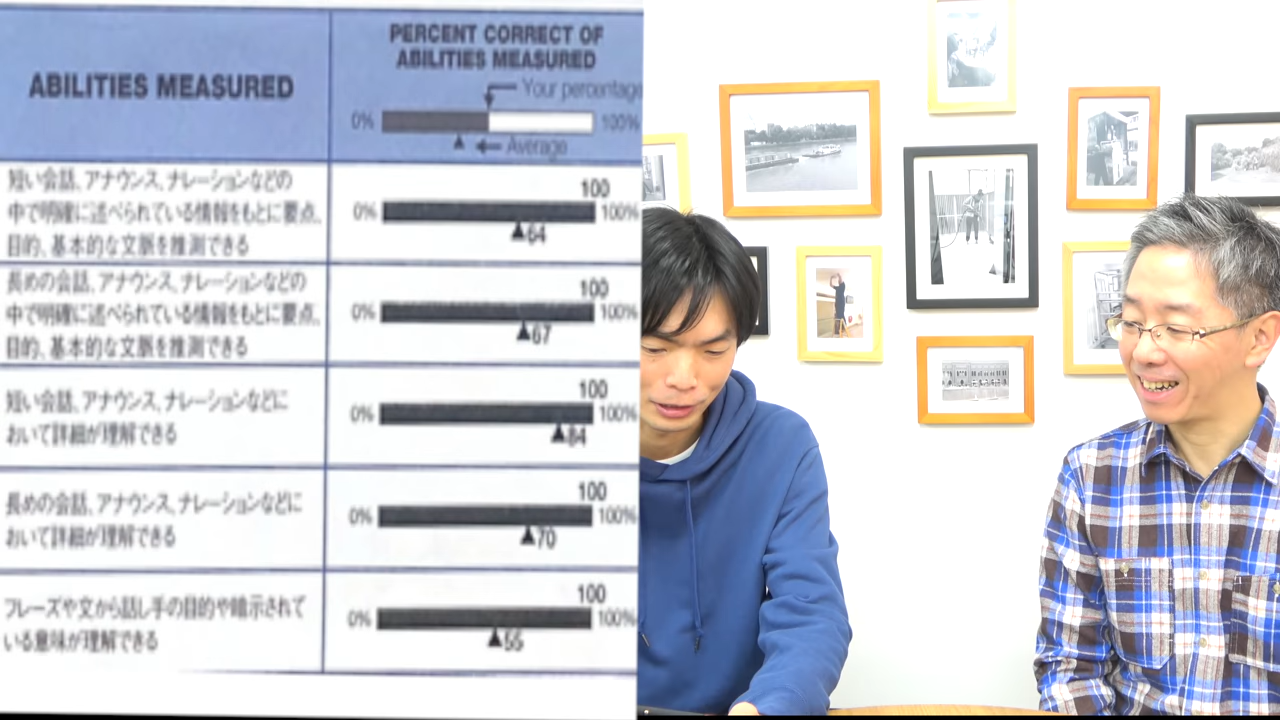 ABILITIES MEASURED
PERCENT CORRECT OF
ABILITIES MEASURED
Your percentage
0% 100%
Average
短い会話、アナウンス、ナレーションなどの
中で明確に述べられている情報をもとに要点、
目的、基本的な文脈を推測できる
100
0% 100%
64
長めの会話、アナウンス、ナレーションなどの
中で明確に述べられている情報をもとに要点、
目的、基本的な文脈を推測できる
100
0% 100%
67
短い会話、アナウンス、ナレーションなどに
おいて詳細が理解できる
100
0% 100%
84
長めの会話、アナウンス、ナレーションなどに
おいて詳細が理解できる
100
0% 100%
70
フレーズや文から話し手の目的や暗示されて
いる意味が理解できる
100
0% 100%
55